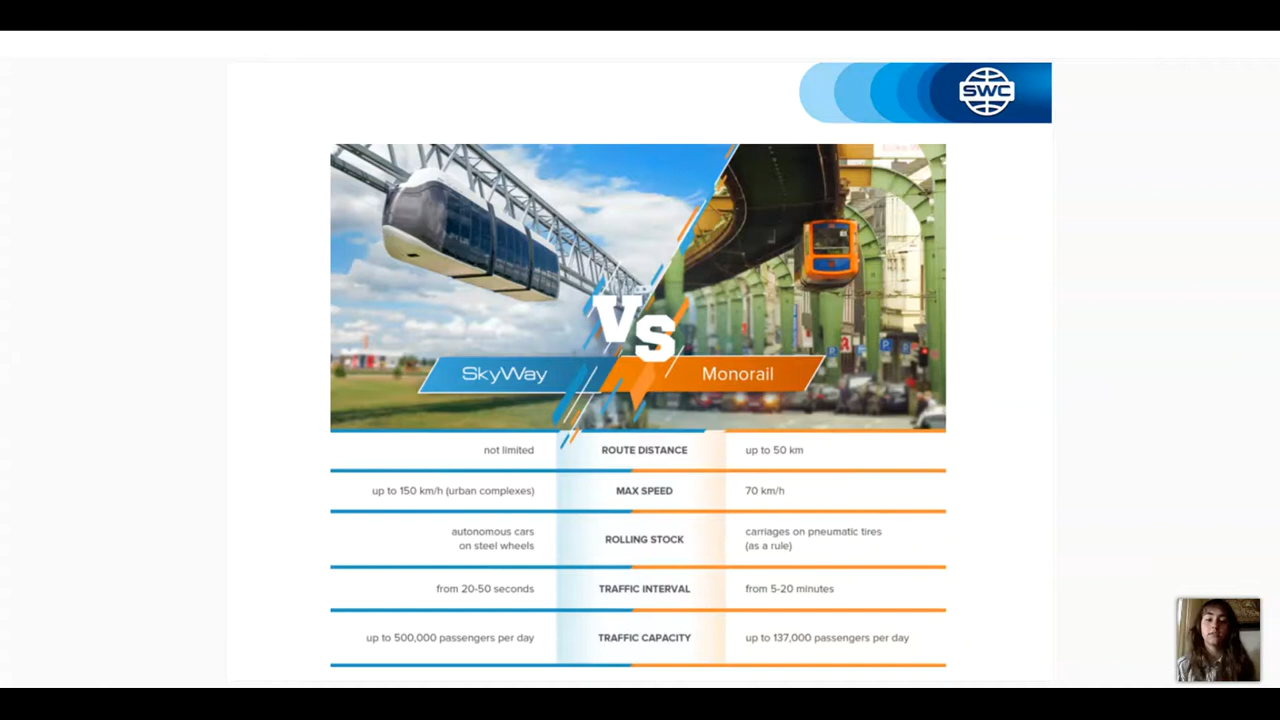 SWC
VS
SkyWay
Monorail
not limited
ROUTE DISTANCE
up to 50 km
up to 150 km/h (urban complexes)
MAX SPEED
70 km/h
autonomous cars
on steel wheels
ROLLING STOCK
carriages on pneumatic tires
(as a rule)
from 20-50 seconds
TRAFFIC INTERVAL
from 5-20 minutes
up to 500,000 passengers per day
TRAFFIC CAPACITY
up to 137,000 passengers per day